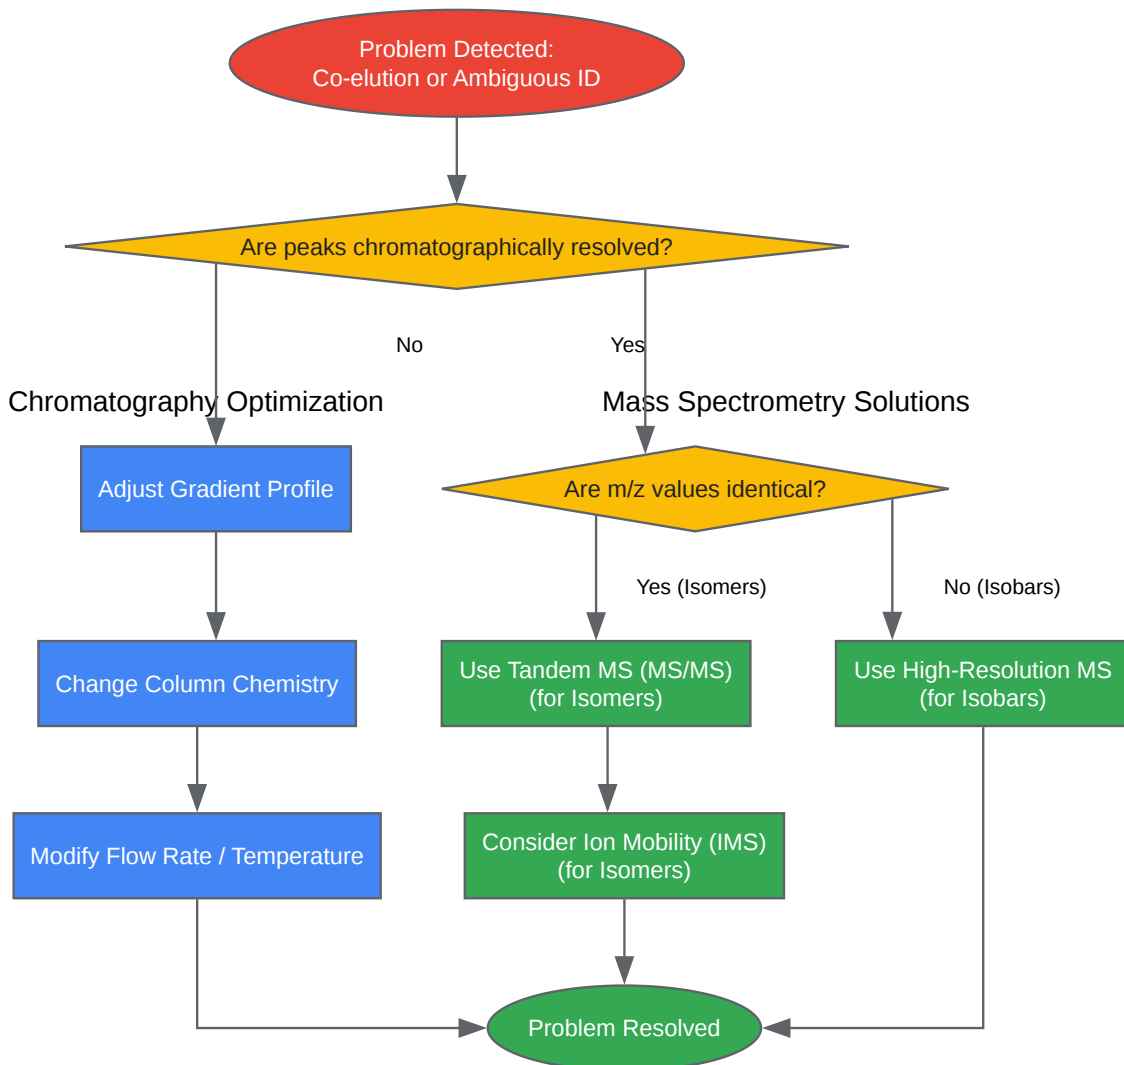 Problem Detected:
Co-elution or Ambiguous ID
Are peaks chromatographically resolved?
No
Yes
Chromatography Optimization
Mass Spectrometry Solutions
Adjust Gradient Profile
Are m/z values identical?
Yes (Isomers)
No (Isobars)
Change Column Chemistry
Use Tandem MS (MS/MS)
(for Isomers)
Use High-Resolution MS
(for Isobars)
Modify Flow Rate / Temperature
Consider Ion Mobility (IMS)
(for Isomers)
Problem Resolved